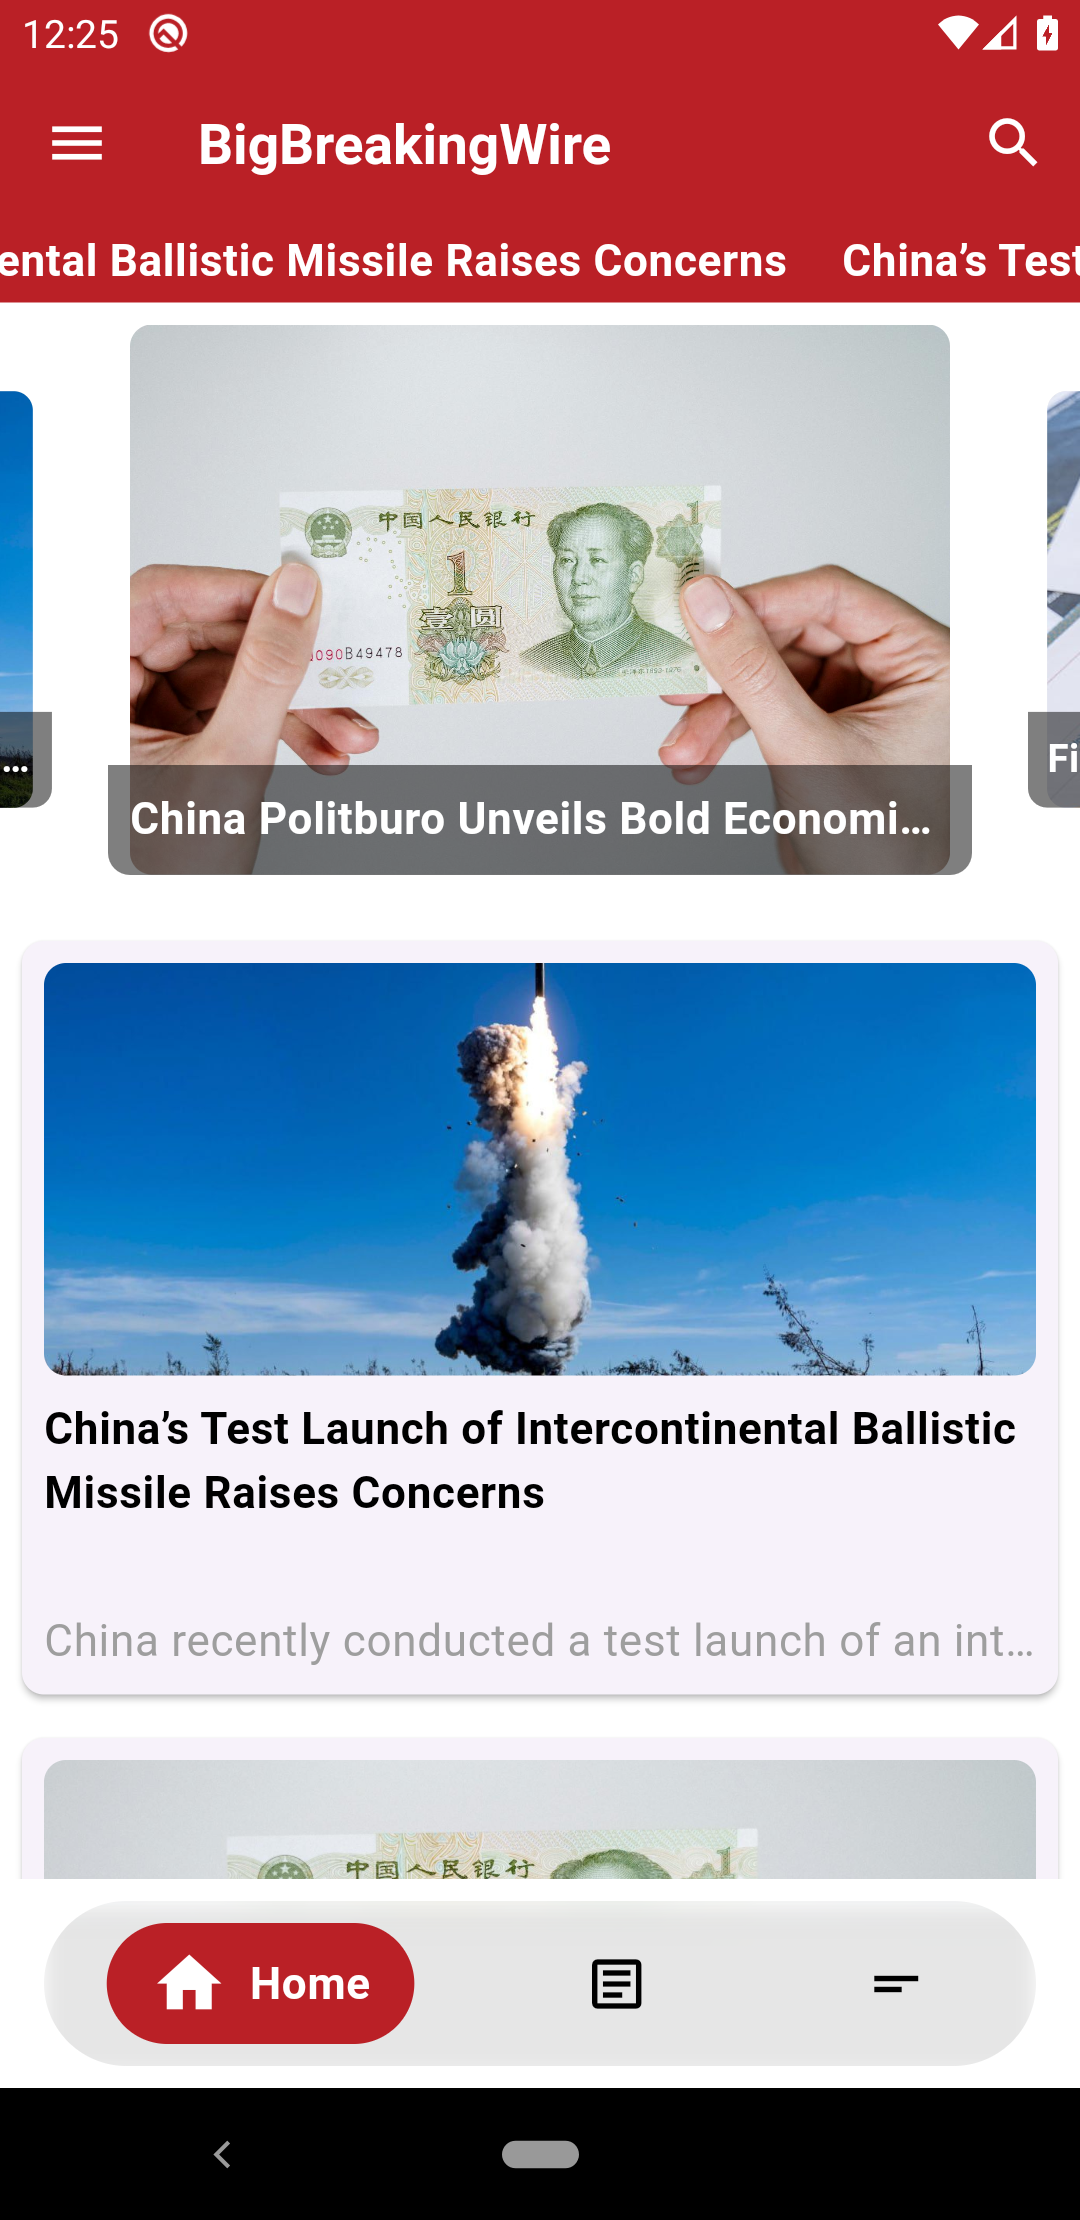 12:25
BigBreakingWire
ental Ballistic Missile Raises Concerns China’s Test
中国人民银行
1
1
壹圆
090B49478
...
China Politburo Unveils Bold Economi...
Fi
China’s Test Launch of Intercontinental Ballistic
Missile Raises Concerns
China recently conducted a test launch of an int...
中国人民银行
1
Home